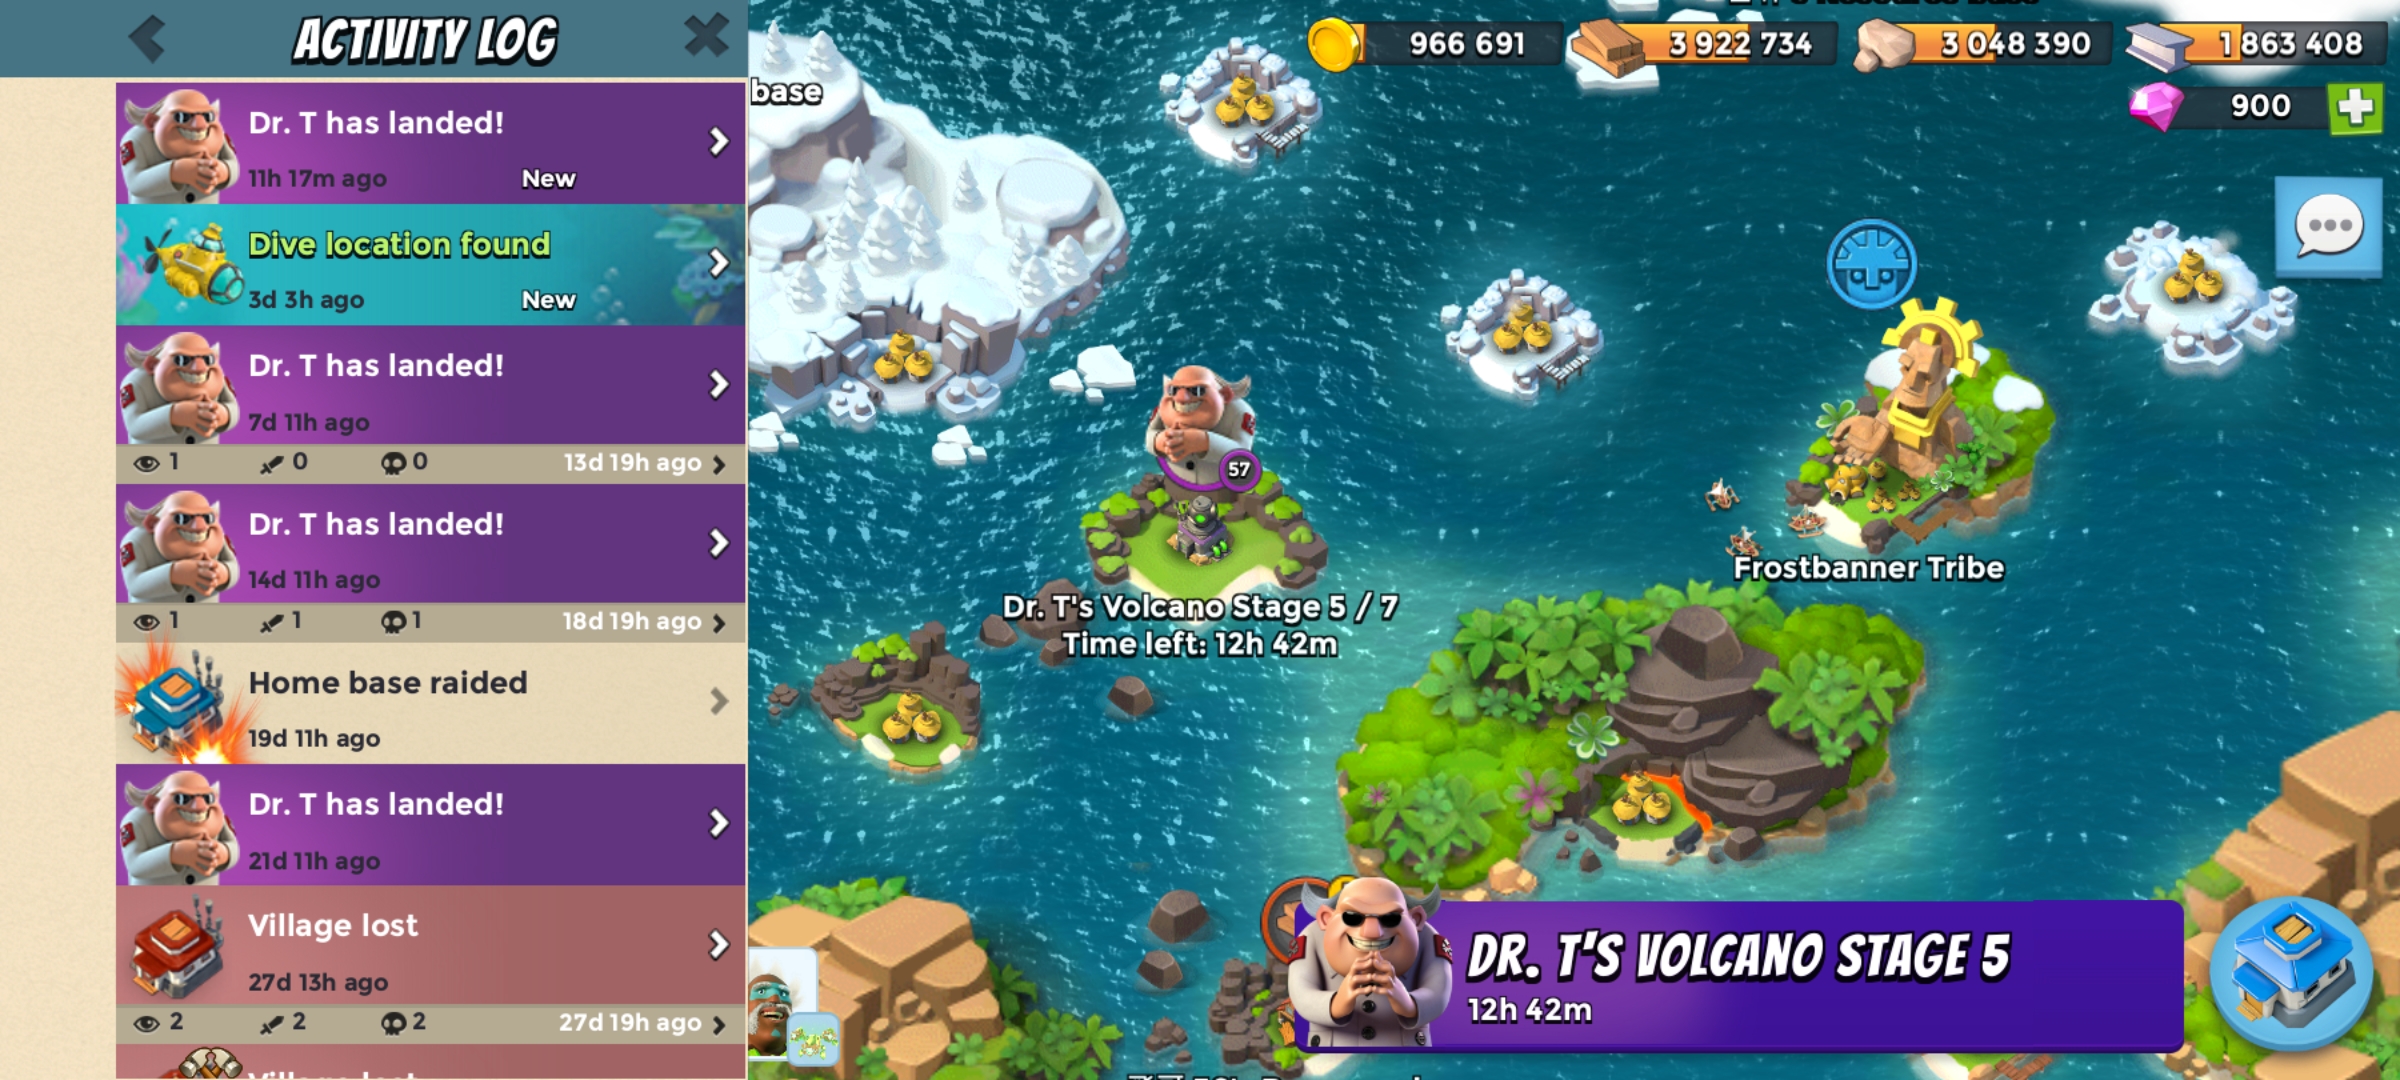 ACTIVITY LOG
Dr. T has landed!
11h 17m ago
New
Dive location found
3d 3h ago
New
Dr. T has landed!
7d 11h ago
1
0
0
13d 19h ago
Dr. T has landed!
14d 11h ago
1
1
1
18d 19h ago
Home base raided
19d 11h ago
Dr. T has landed!
21d 11h ago
Village lost
27d 13h ago
2
2
2
27d 19h ago
base
966 691
3 922 734
3 048 390
1 863 408
900
57
Dr. T's Volcano Stage 5 / 7
Time left: 12h 42m
Frostbanner Tribe
DR. T'S VOLCANO STAGE 5
12h 42m